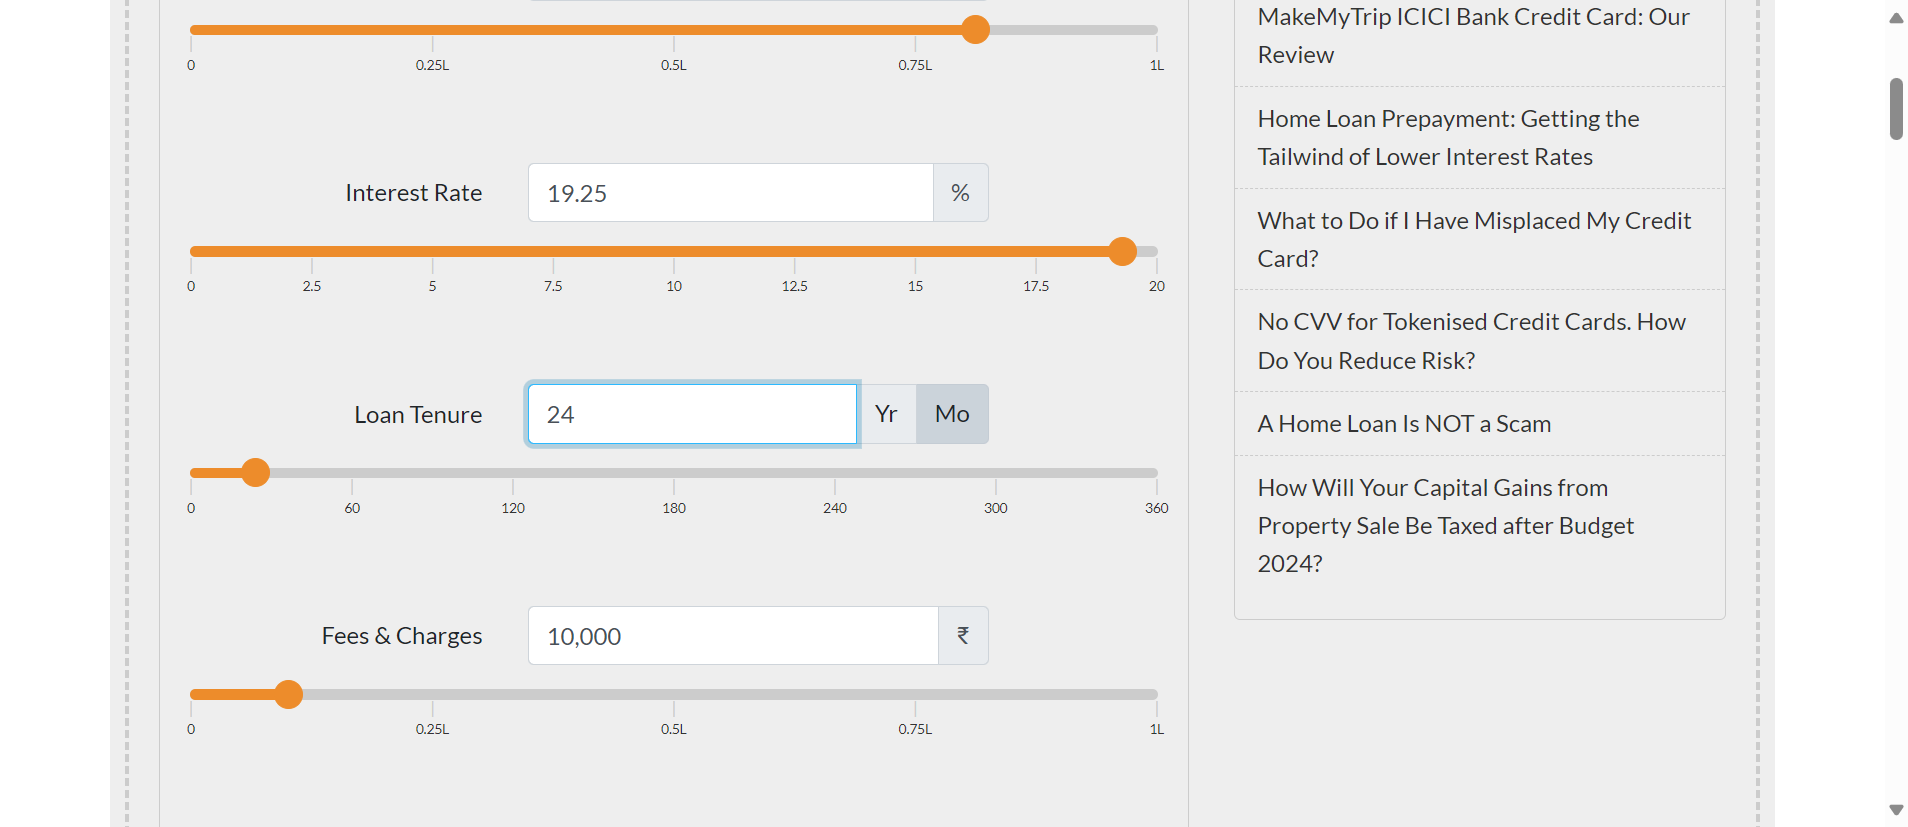 0 0.25L 0.5L 0.75L 1L
Interest Rate 19.25 %
0 2.5 5 7.5 10 12.5 15 17.5 20
Loan Tenure 24 Yr Mo
0 60 120 180 240 300 360
Fees & Charges 10,000 ₹
0 0.25L 0.5L 0.75L 1L
MakeMyTrip ICICI Bank Credit Card: Our
Review
Home Loan Prepayment: Getting the
Tailwind of Lower Interest Rates
What to Do if I Have Misplaced My Credit
Card?
No CVV for Tokenised Credit Cards. How
Do You Reduce Risk?
A Home Loan Is NOT a Scam
How Will Your Capital Gains from
Property Sale Be Taxed after Budget
2024?